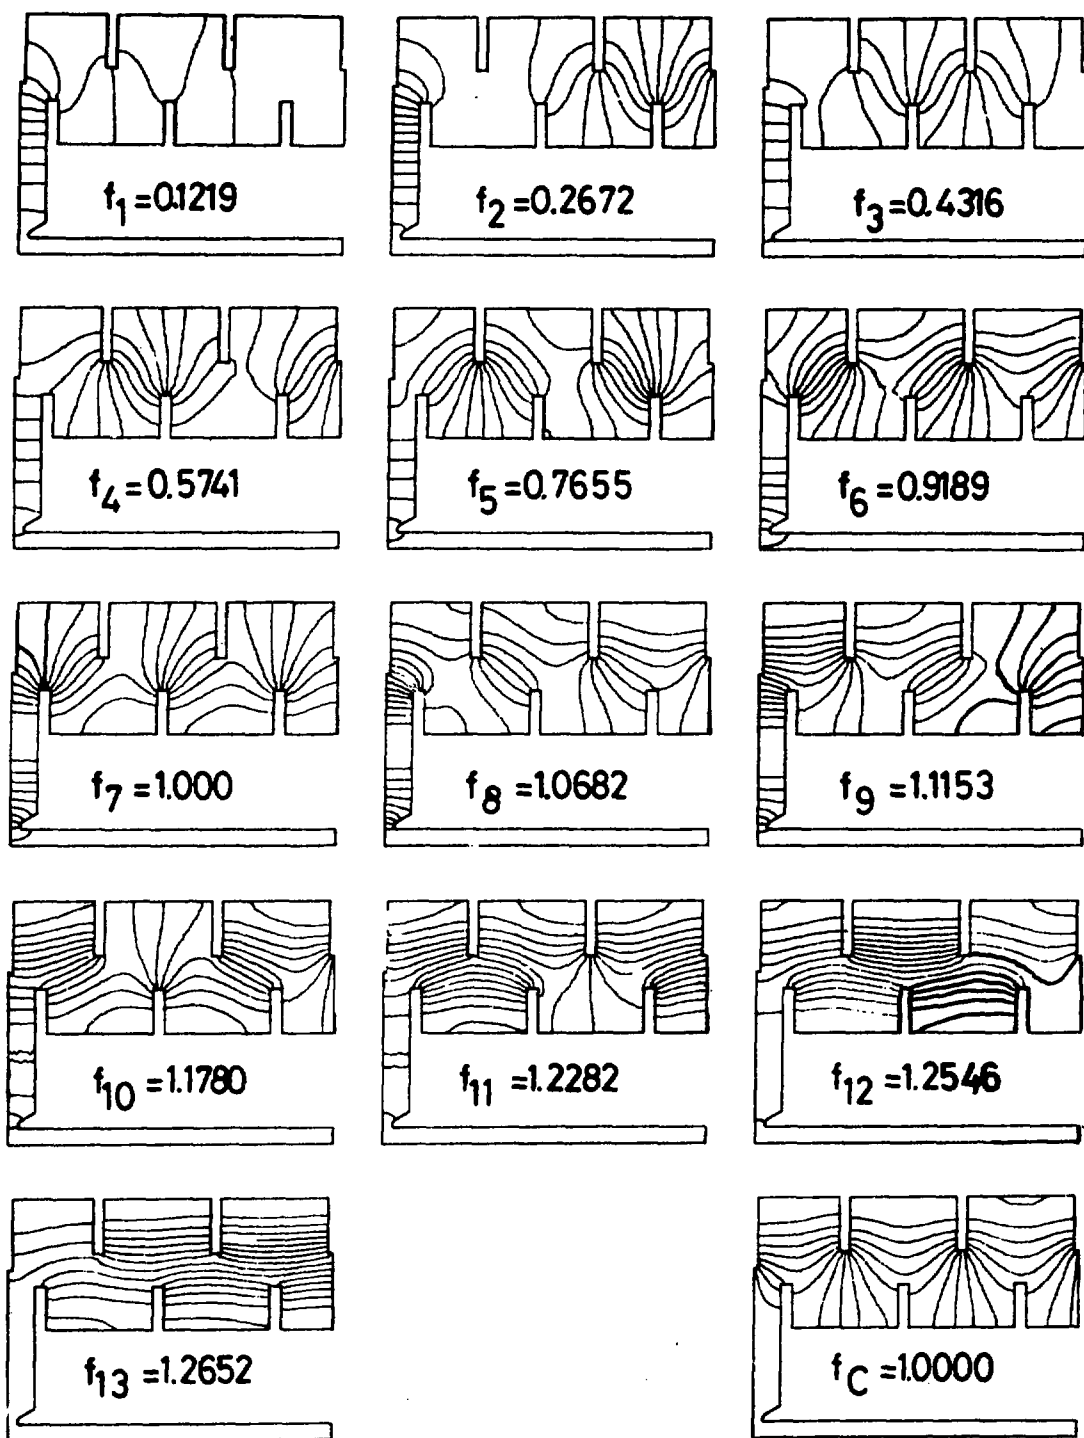 f1 =0.1219
f2 =0.2672
f3 =0.4316
f4 =0.5741
f5 =0.7655
f6 =0.9189
f7 =1.000
f8 =1.0682
f9 =1.1153
f10 =1.1780
f11 =1.2282
f12 =1.2546
f13 =1.2652
fC =1.0000